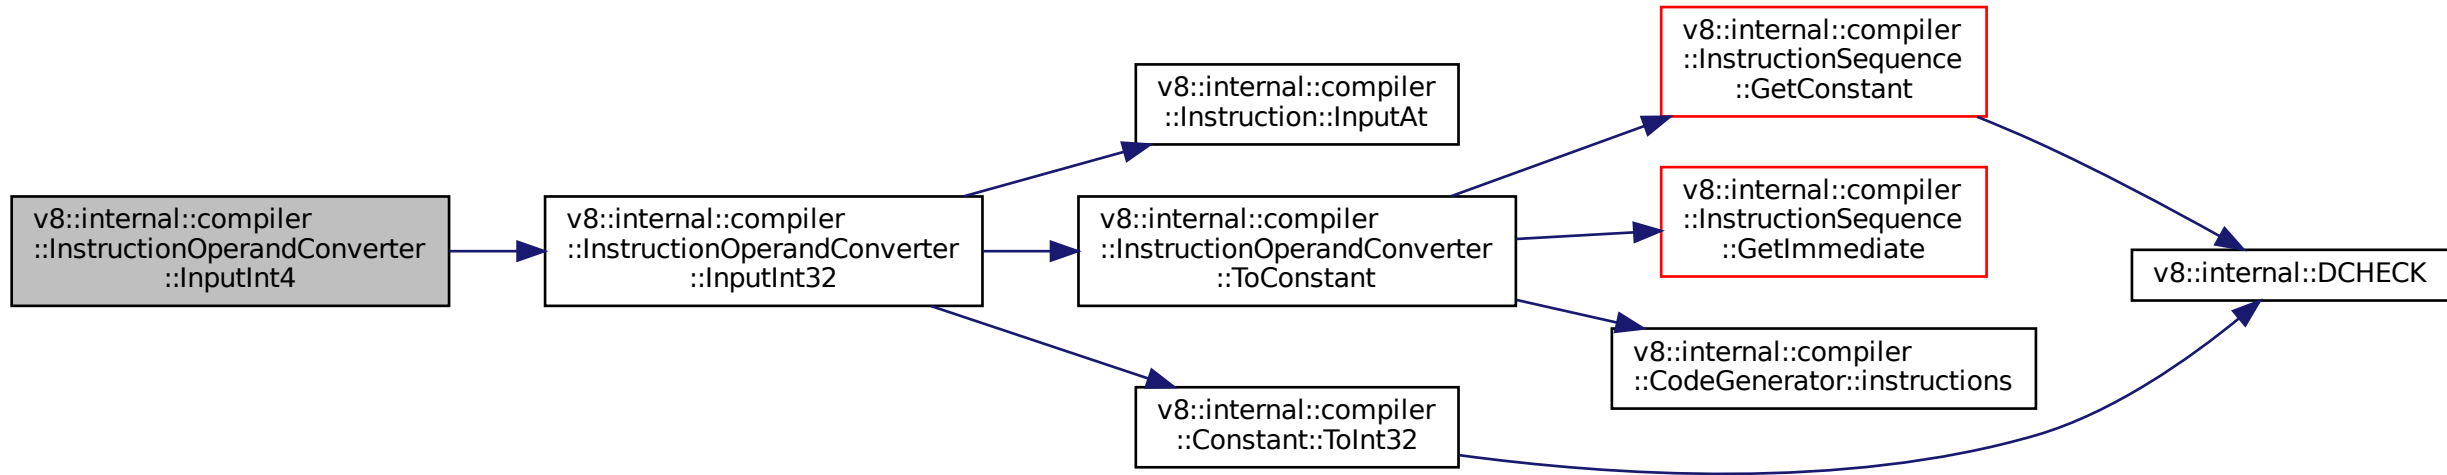 v8::internal::compiler
::InstructionOperandConverter
::InputInt4
v8::internal::compiler
::InstructionOperandConverter
::InputInt32
v8::internal::compiler
::Instruction::InputAt
v8::internal::compiler
::InstructionOperandConverter
::ToConstant
v8::internal::compiler
::Constant::ToInt32
v8::internal::compiler
::InstructionSequence
::GetConstant
v8::internal::compiler
::InstructionSequence
::GetImmediate
v8::internal::compiler
::CodeGenerator::instructions
v8::internal::DCHECK